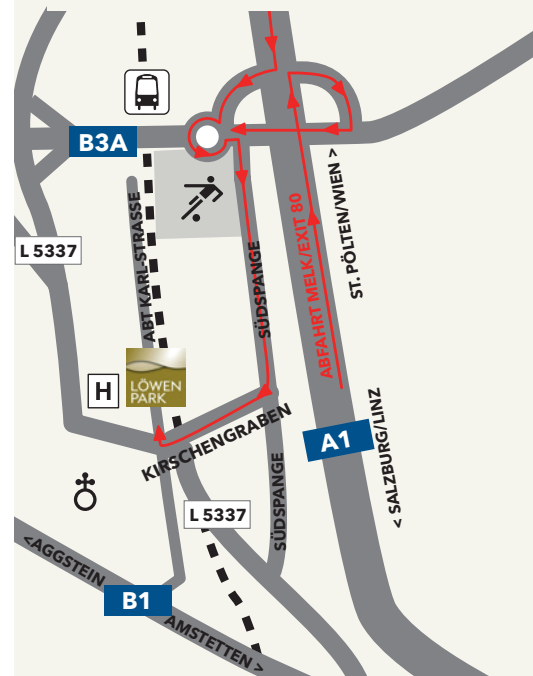 B3A
ST. PÖLTEN/WIEN >
ABFAHRT MELK/EXIT 80
ABT KARL-STRASSE
L 5337
SÜDSPANGE
H
LÖWEN
PARK
KIRSCHENGRABEN
A1
< SALZBURG/LINZ
SÜDSPANGE
L 5337
<AGGSTEIN
B1
AMSTETTEN >